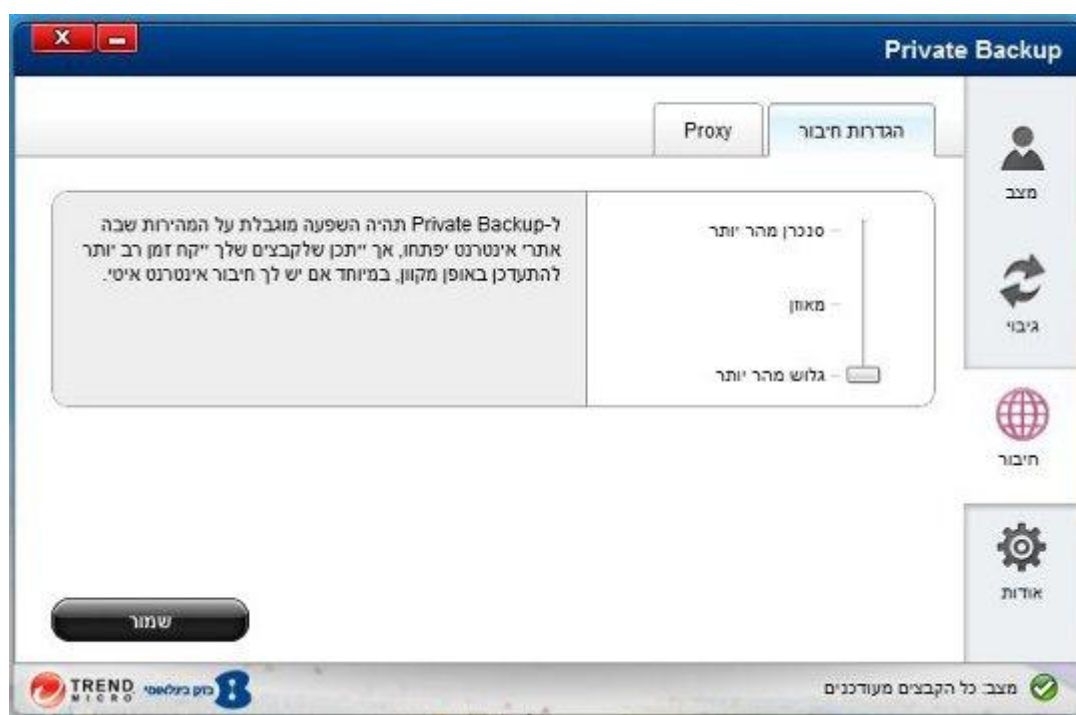 Private Backup
הגדרות חיבור
Proxy
מצב
גיבוי
חיבור
אודות
סנכרן מהר יותר
מאוזן
גלוש מהר יותר
ל-Private Backup תהיה השפעה מוגבלת על המהירות שבה
אתרי אינטרנט ייפתחו, אך ייתכן שלקבצים שלך ייקח זמן רב יותר
להתעדכן באופן מקוון, במיוחד אם יש לך חיבור אינטרנט איטי.
שמור
מצב: כל הקבצים מעודכנים
בזק בינלאומי
TREND
MICRO